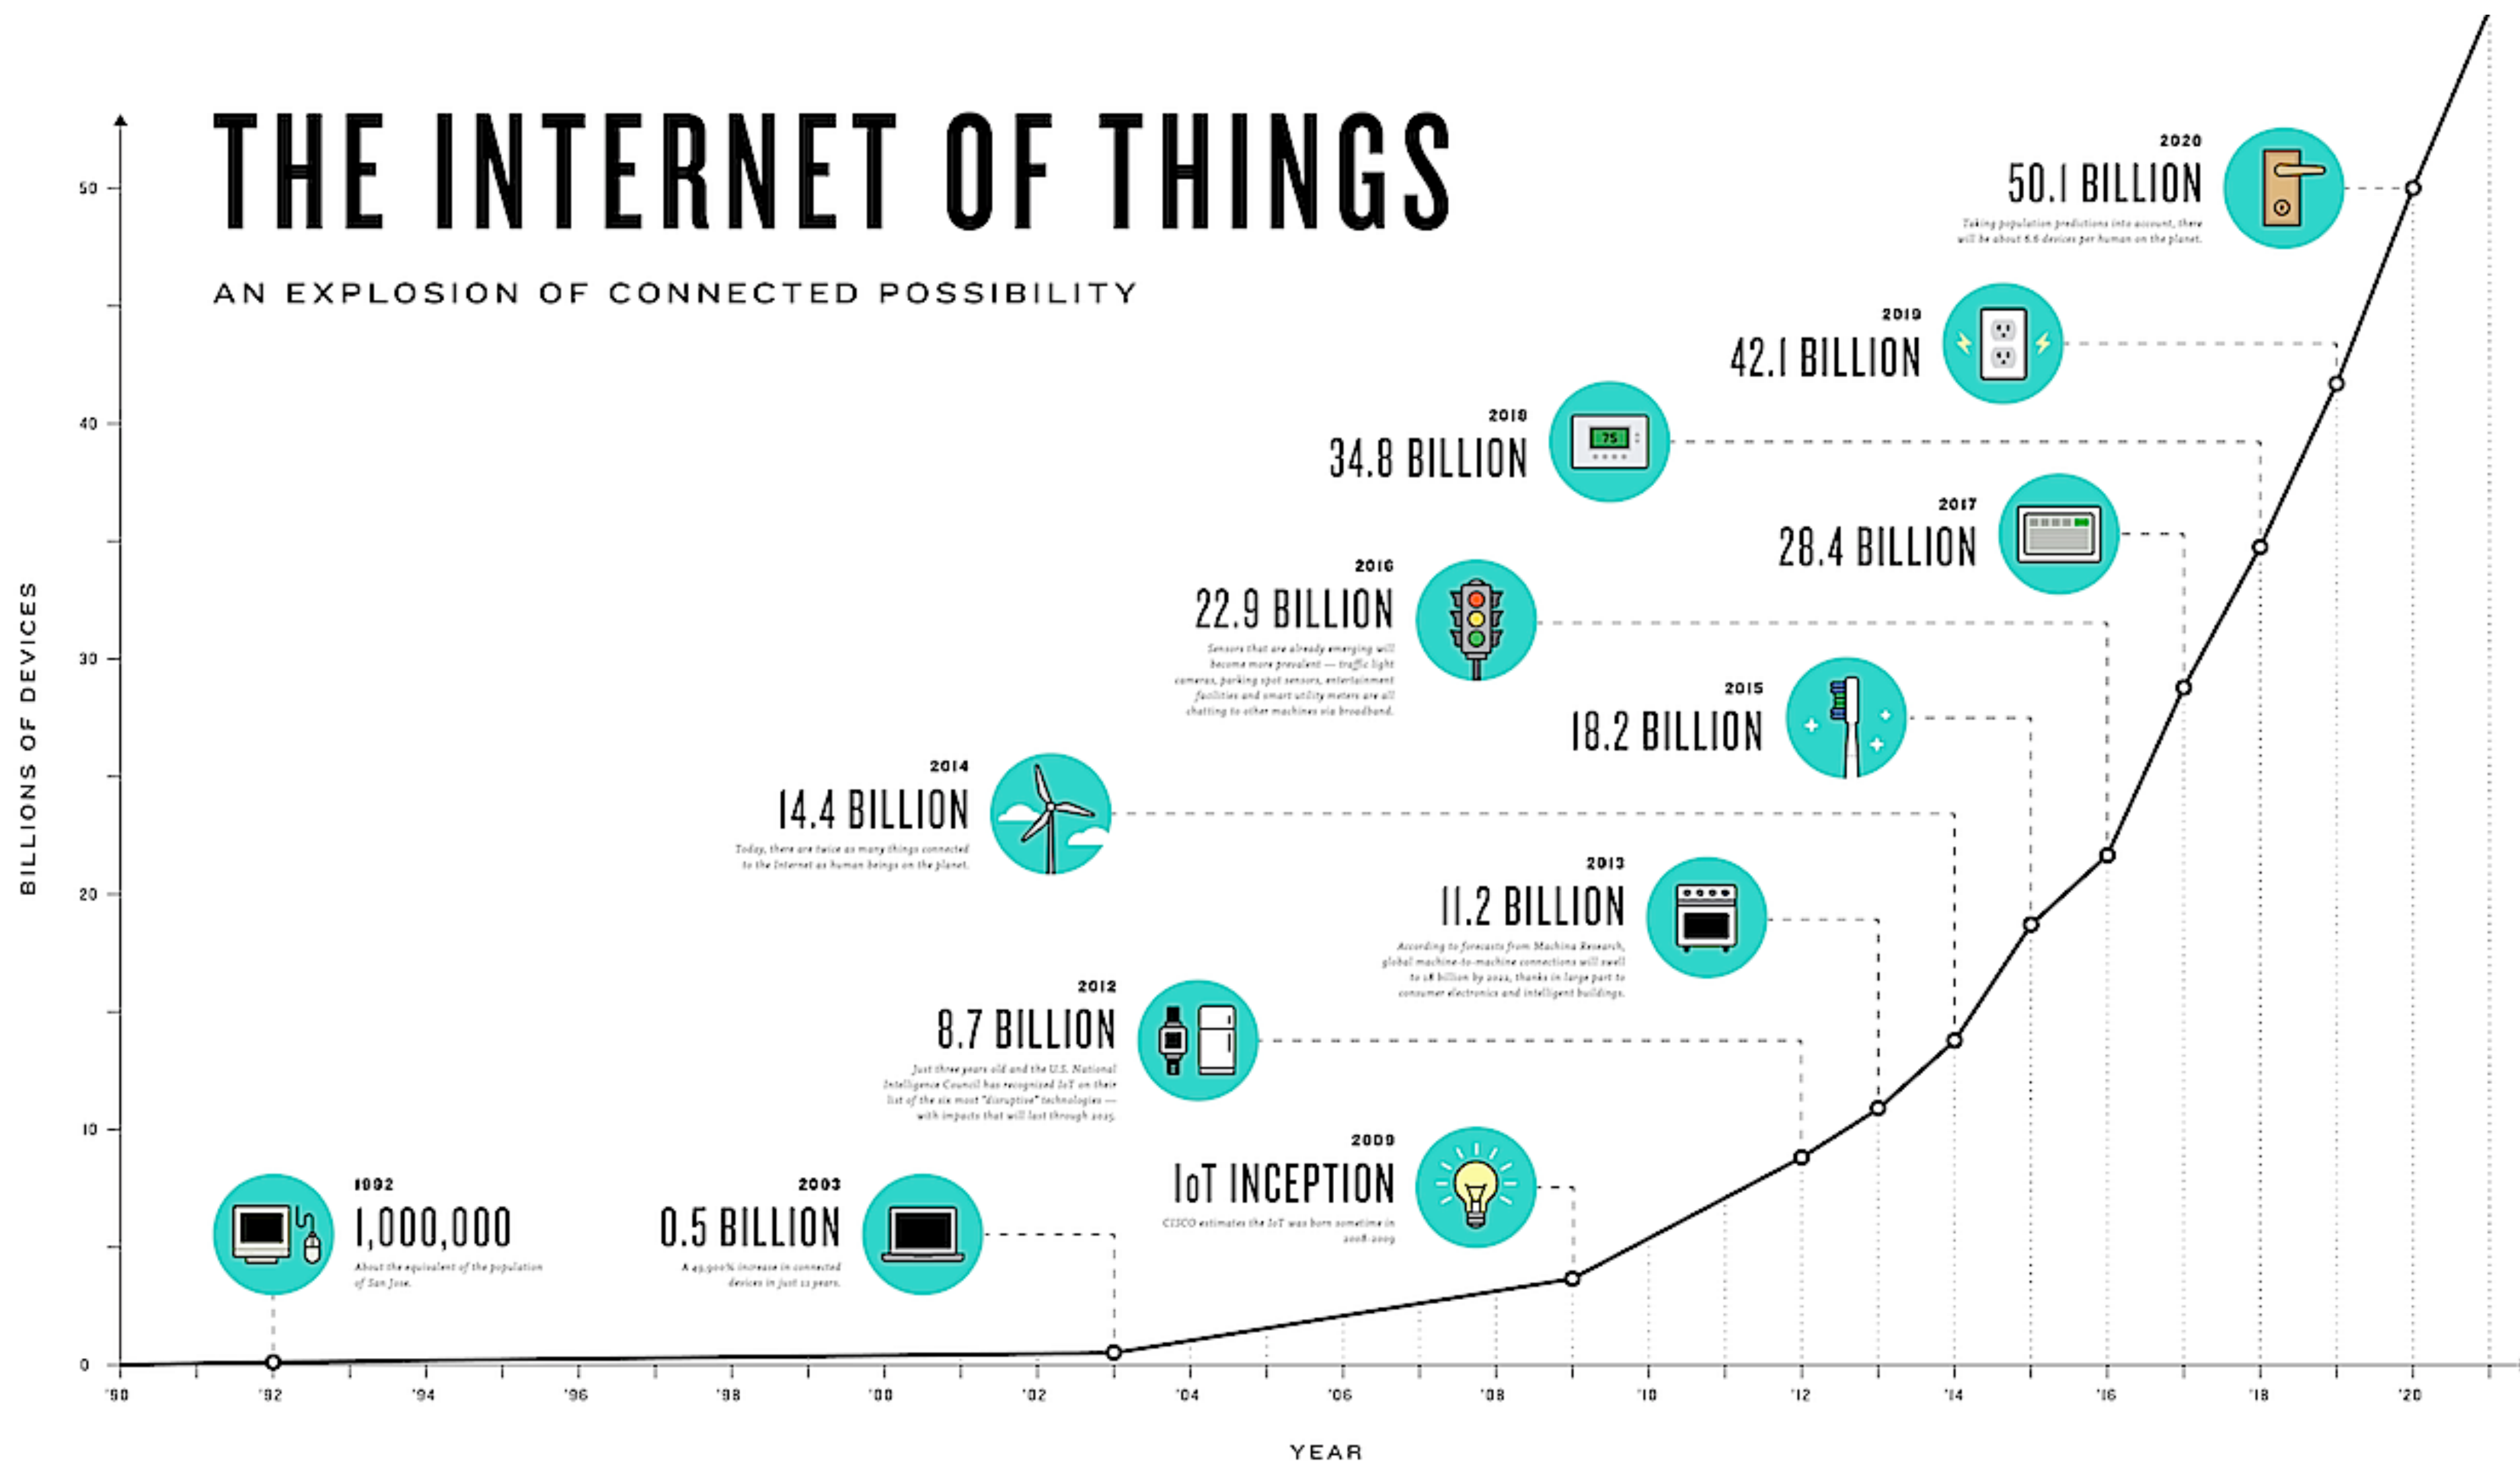 THE INTERNET OF THINGS
AN EXPLOSION OF CONNECTED POSSIBILITY
BILLIONS OF DEVICES
50
40
30
20
10
0
2020
50.1 BILLION
Taking population predictions into account, there
will be about 6.6 devices per human on the planet.
2019
42.1 BILLION
2018
34.8 BILLION
75
2017
28.4 BILLION
2016
22.9 BILLION
Sensors that are already emerging will
become more prevalent — traffic light
cameras, parking spot sensors, entertainment
facilities and smart utility meters are all
chatting to other machines via broadband.
2015
18.2 BILLION
2014
14.4 BILLION
Today, there are twice as many things connected
to the Internet as human beings on the planet.
2013
11.2 BILLION
According to forecasts from Machina Research,
global machine-to-machine connections will swell
to 18 billion by 2022, thanks in large part to
consumer electronics and intelligent buildings.
2012
8.7 BILLION
Just three years old and the U.S. National
Intelligence Council has recognized IoT on their
list of the six most "disruptive" technologies —
with impacts that will last through 2025.
2009
IoT INCEPTION
CISCO estimates the IoT was born sometime in
2008-2009
2003
0.5 BILLION
A 49,900% increase in connected
devices in just 11 years.
1992
1,000,000
About the equivalent of the population
of San Jose.
'90 '92 '94 '96 '98 '00 '02 '04 '06 '08 '10 '12 '14 '16 '18 '20
YEAR